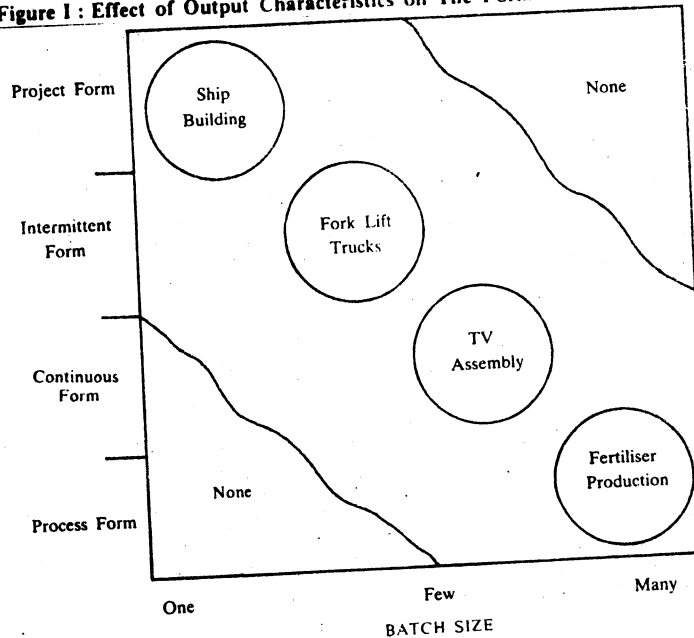 Figure I : Effect of Output Characteristics on The
Project Form
Ship
Building
None
Intermittent
Form
Fork Lift
Trucks
TV
Assembly
Continuous
Form
Fertiliser
Production
None
Process Form
One
Few
Many
BATCH SIZE